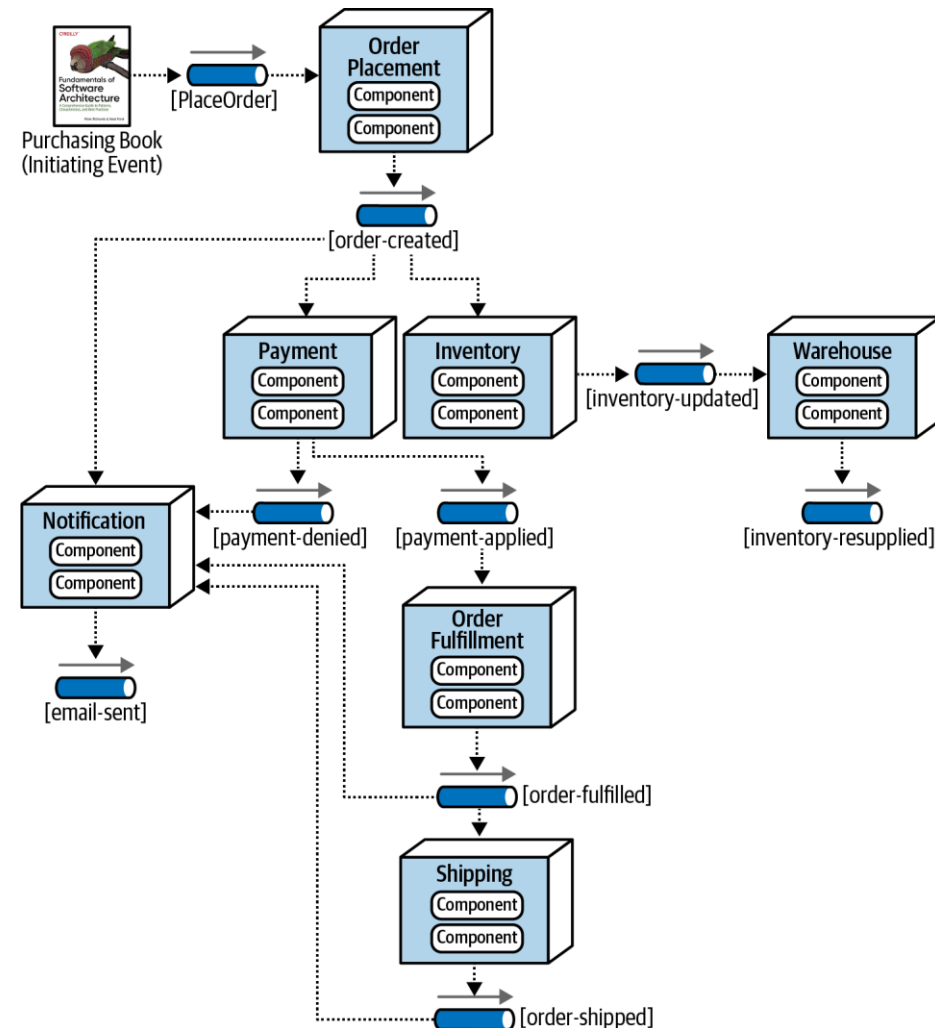 O'REILLY
Fundamentals of
Software
Architecture
Purchasing Book
(Initiating Event)
[PlaceOrder]
Order
Placement
Component
Component
[order-created]
Payment
Component
Component
Inventory
Component
Component
[inventory-updated]
Warehouse
Component
Component
Notification
Component
Component
[payment-denied]
[payment-applied]
[inventory-resupplied]
Order
Fulfillment
Component
Component
[email-sent]
[order-fulfilled]
Shipping
Component
Component
[order-shipped]